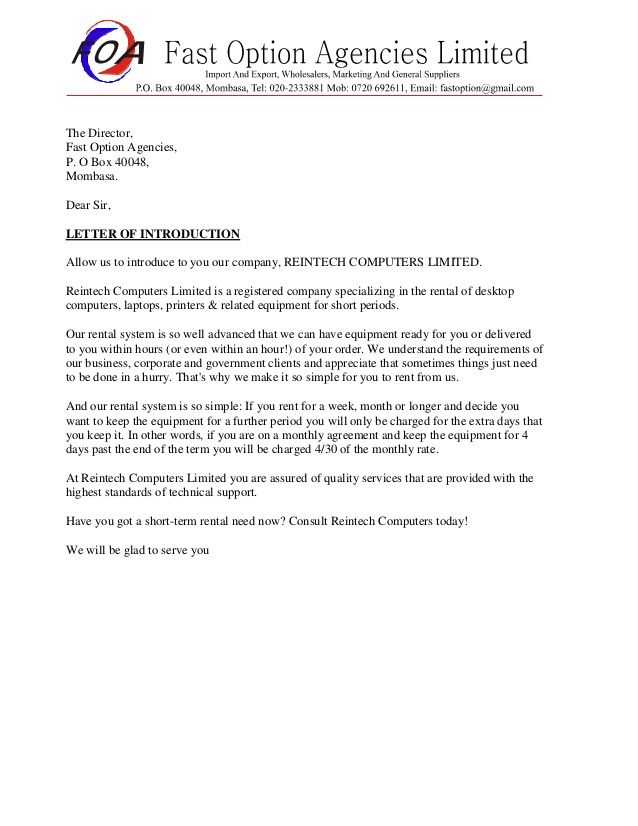 FOA Fast Option Agencies Limited
Import And Export, Wholesalers, Marketing And General Suppliers
P.O. Box 40048, Mombasa, Tel: 020-2333881 Mob: 0720 692611, Email: fastoption@gmail.com
The Director,
Fast Option Agencies,
P. O Box 40048,
Mombasa.
Dear Sir,
LETTER OF INTRODUCTION
Allow us to introduce to you our company, REINTECH COMPUTERS LIMITED.
Reintech Computers Limited is a registered company specializing in the rental of desktop
computers, laptops, printers & related equipment for short periods.
Our rental system is so well advanced that we can have equipment ready for you or delivered
to you within hours (or even within an hour!) of your order. We understand the requirements of
our business, corporate and government clients and appreciate that sometimes things just need
to be done in a hurry. That's why we make it so simple for you to rent from us.
And our rental system is so simple: If you rent for a week, month or longer and decide you
want to keep the equipment for a further period you will only be charged for the extra days that
you keep it. In other words, if you are on a monthly agreement and keep the equipment for 4
days past the end of the term you will be charged 4/30 of the monthly rate.
At Reintech Computers Limited you are assured of quality services that are provided with the
highest standards of technical support.
Have you got a short-term rental need now? Consult Reintech Computers today!
We will be glad to serve you